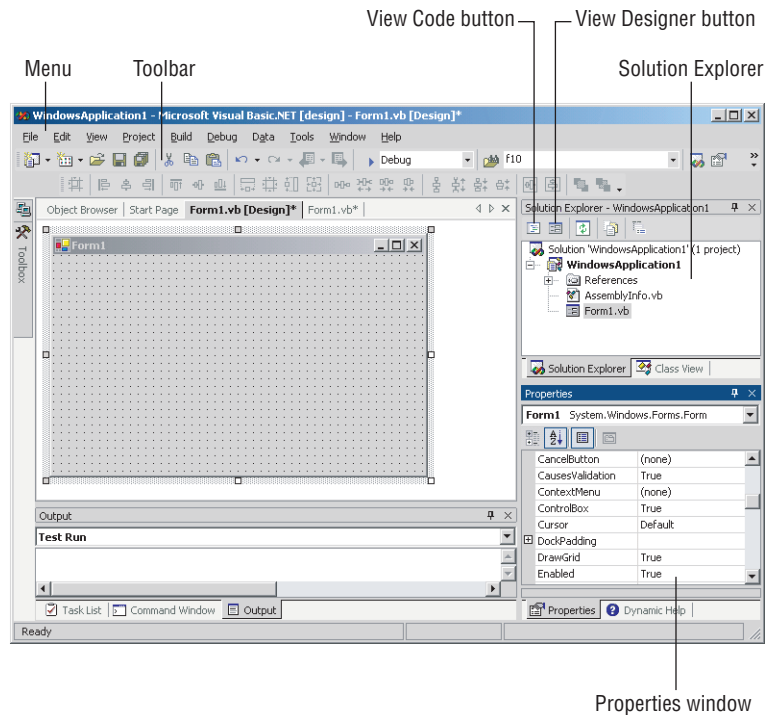 View Code button
View Designer button
Menu
Toolbar
Solution Explorer
WindowsApplication1 - Microsoft Visual Basic.NET [design] - Form1.vb [Design]*
File Edit View Project Build Debug Data Tools Window Help
Debug
f10
Object Browser
Start Page
Form1.vb [Design]*
Form1.vb*
Toolbox
Form1
Solution Explorer - WindowsApplication1
Solution 'WindowsApplication1' (1 project)
WindowsApplication1
References
AssemblyInfo.vb
Form1.vb
Solution Explorer
Class View
Properties
Form1 System.Windows.Forms.Form
CancelButton (none)
CausesValidation True
ContextMenu (none)
ControlBox True
Cursor Default
DockPadding
DrawGrid True
Enabled True
Properties
Dynamic Help
Output
Test Run
Task List
Command Window
Output
Ready
Properties window